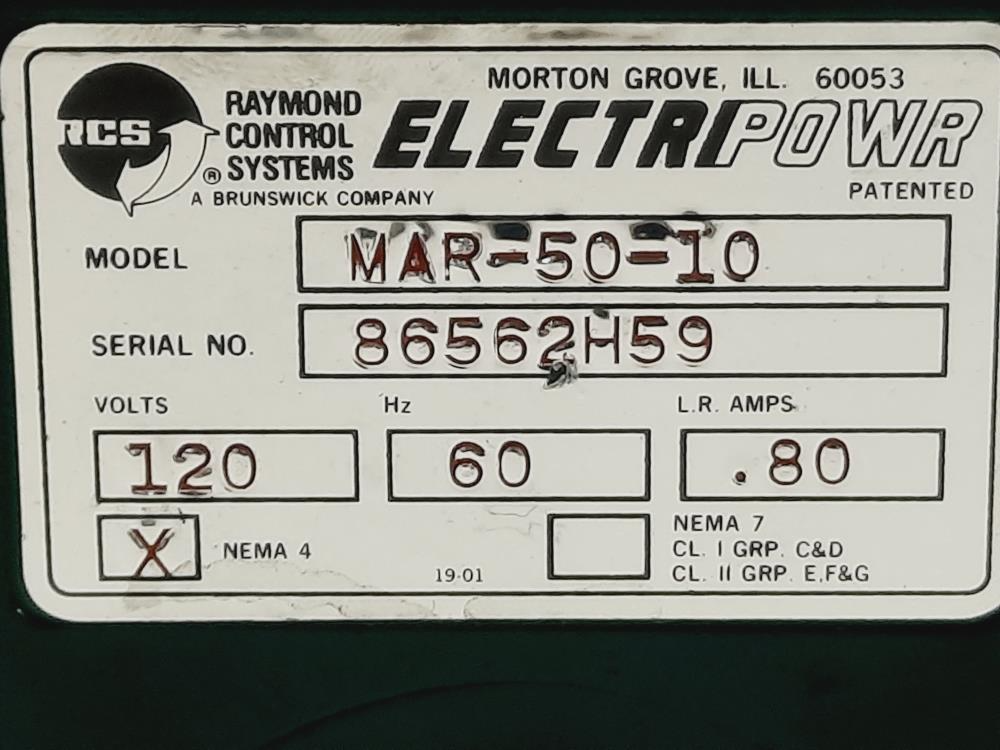 MORTON GROVE, ILL. 60053
RCS
RAYMOND
CONTROL
® SYSTEMS
A BRUNSWICK COMPANY
ELECTRIPOWR
PATENTED
MODEL MAR-50-10
SERIAL NO. 86562H59
VOLTS Hz L.R. AMPS.
120 60 .80
X NEMA 4
19-01
NEMA 7
CL. I GRP. C&D
CL. II GRP. E,F&G